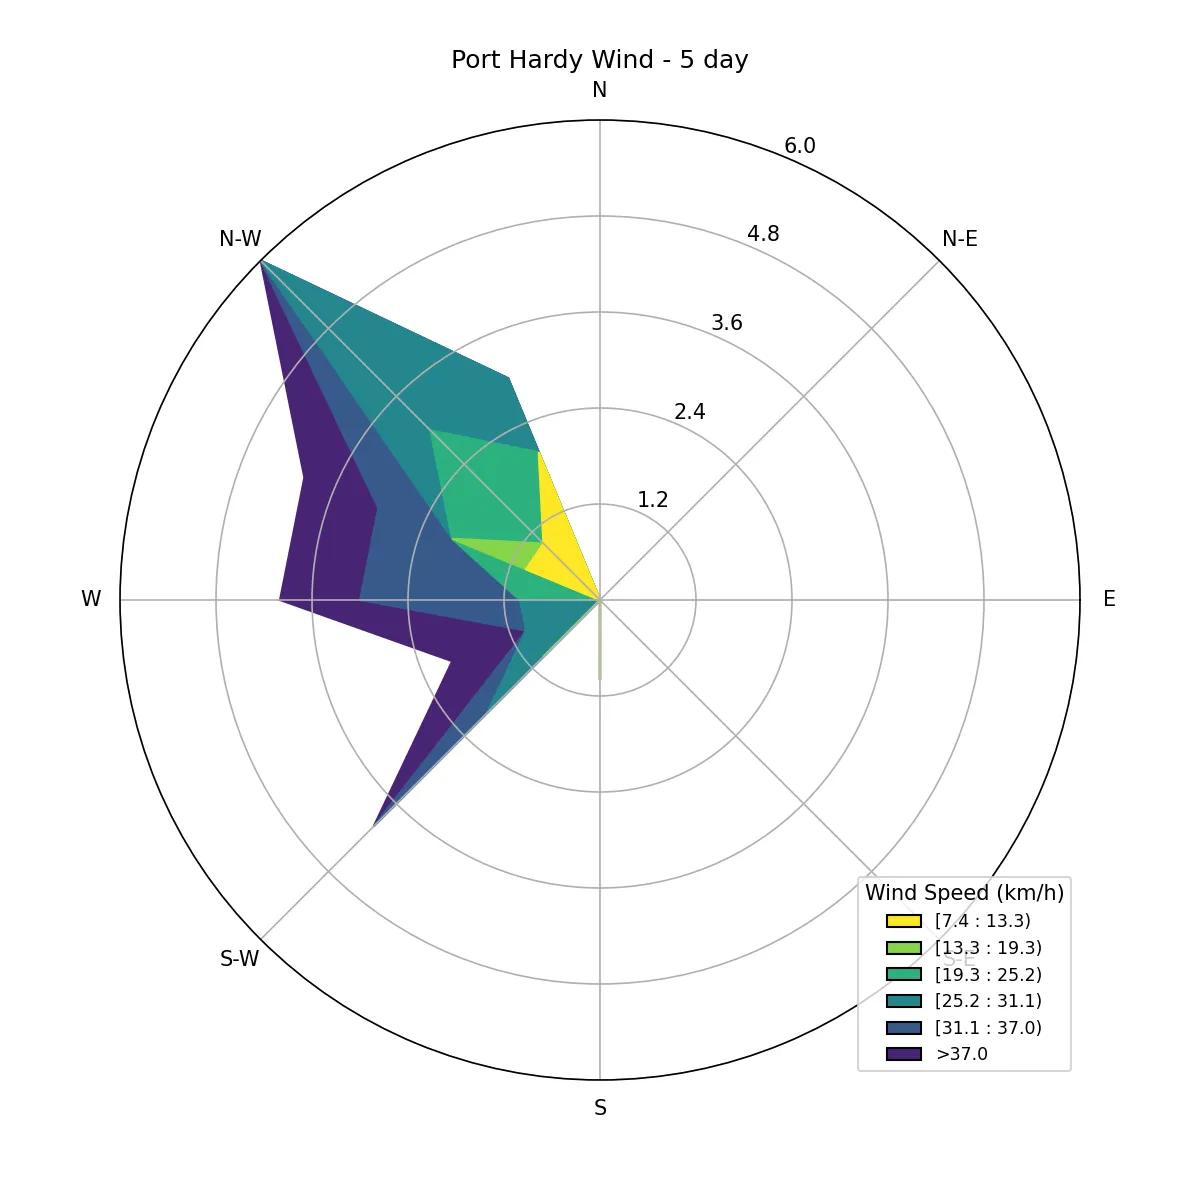 Port Hardy Wind - 5 day
N
6.0
N-W
N-E
4.8
3.6
2.4
1.2
W
E
S-W
S-E
S
Wind Speed (km/h)
[7.4 : 13.3)
[13.3 : 19.3)
[19.3 : 25.2)
[25.2 : 31.1)
[31.1 : 37.0)
>37.0